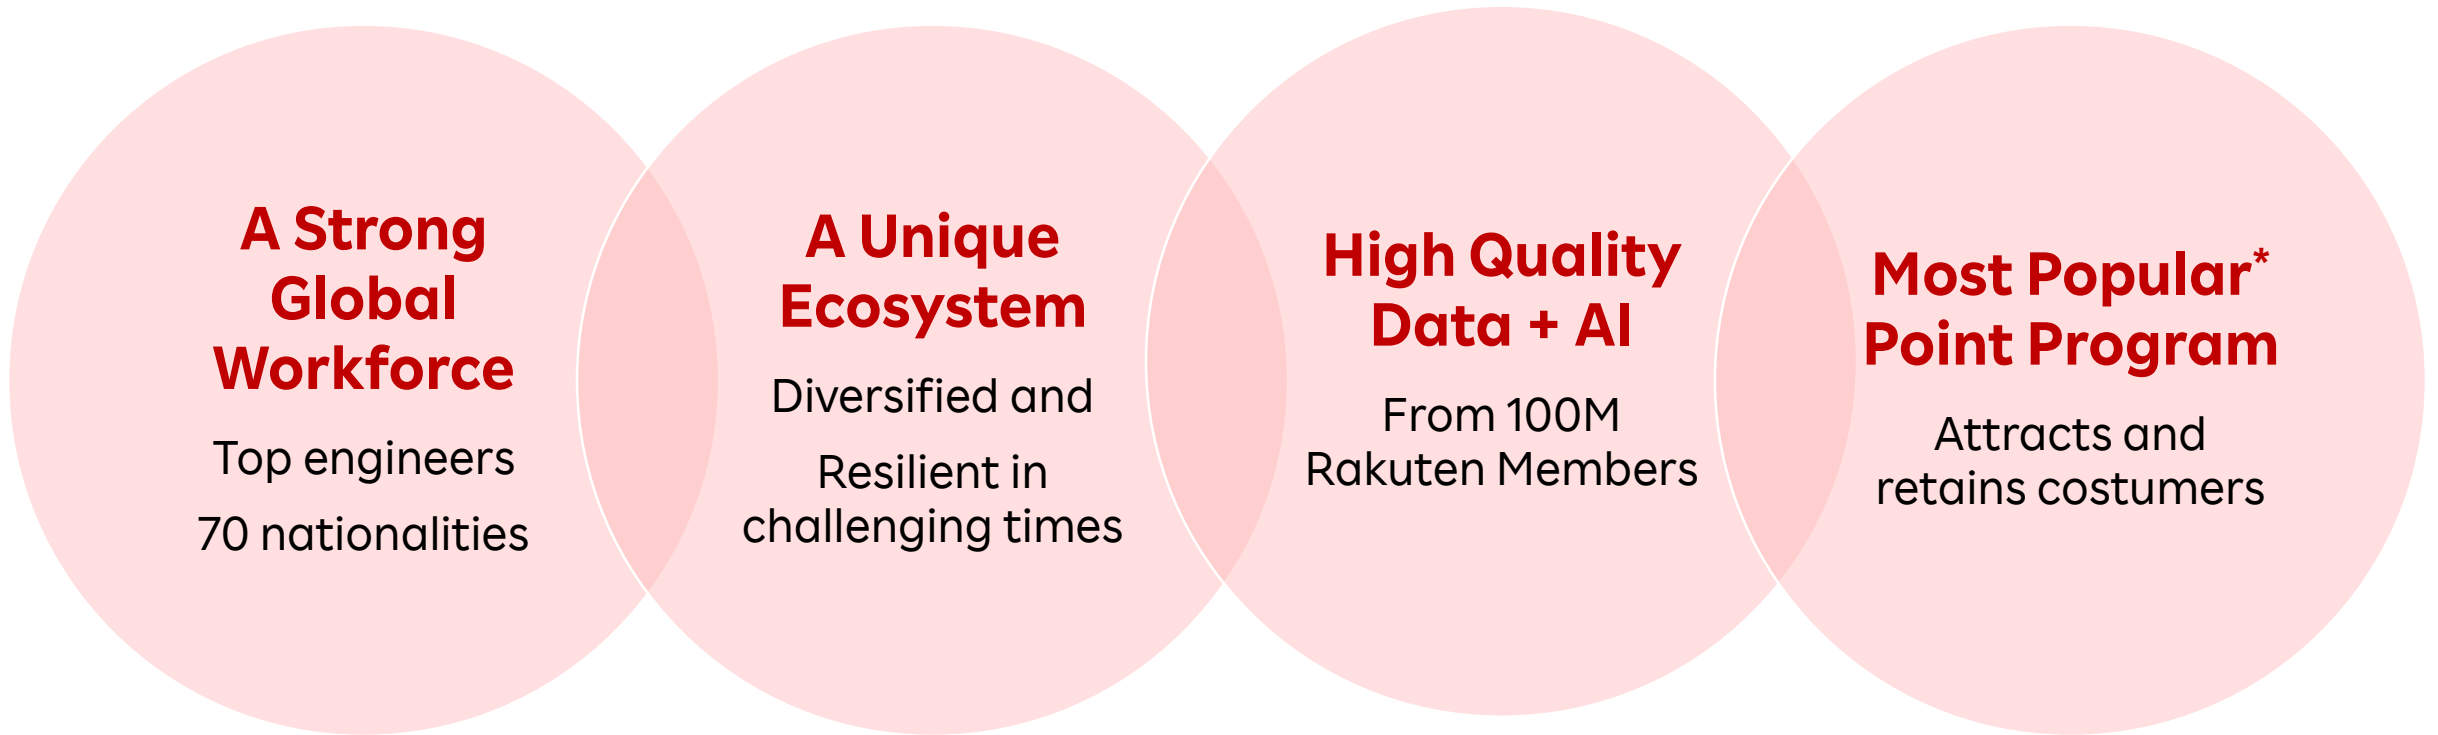 A Strong
Global
Workforce
Top engineers
70 nationalities
A Unique
Ecosystem
Diversified and
Resilient in
challenging times
High Quality
Data + AI
From 100M
Rakuten Members
Most Popular*
Point Program
Attracts and
retains costumers